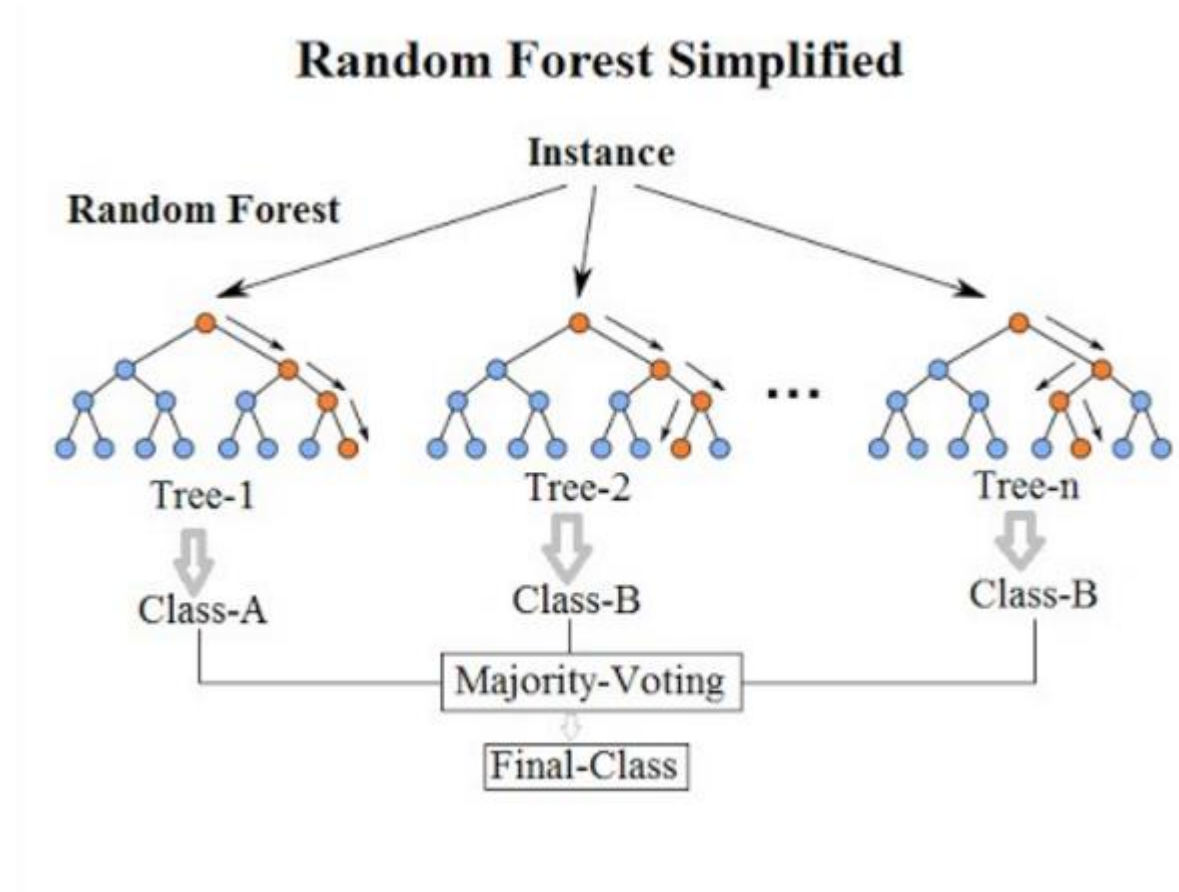 Random Forest Simplified
Instance
Random Forest
...
Tree-1
Tree-2
Tree-n
Class-A
Class-B
Class-B
Majority-Voting
Final-Class